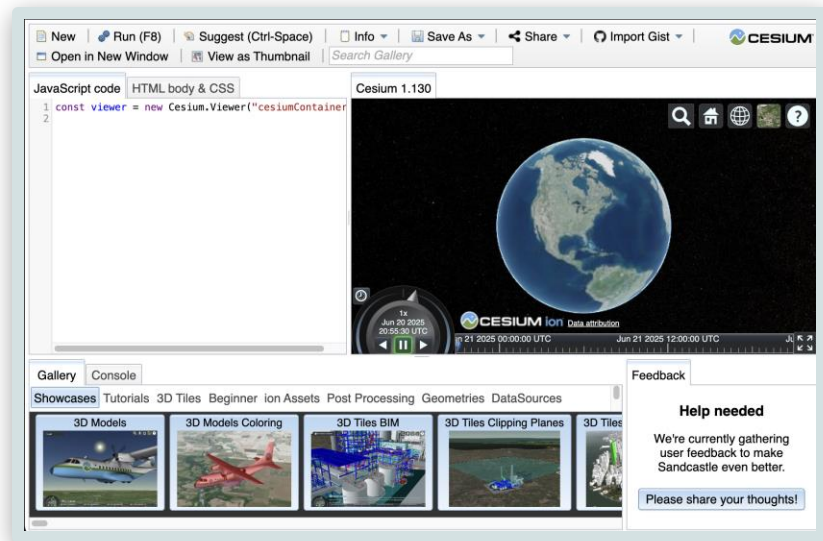 New Run (F8) Suggest (Ctrl-Space) Info Save As Share Import Gist CESIUM
Open in New Window View as Thumbnail Search Gallery
JavaScript code HTML body & CSS
Cesium 1.130
1 const viewer = new Cesium.Viewer("cesiumContainer
2
?
1x
Jun 20 2025
20:55:30 UTC
CESIUM ion Data attribution
n 21 2025 00:00:00 UTC Jun 21 2025 12:00:00 UTC
Gallery Console
Showcases Tutorials 3D Tiles Beginner ion Assets Post Processing Geometries DataSources
3D Models 3D Models Coloring 3D Tiles BIM 3D Tiles Clipping Planes 3D Tiles
Feedback
Help needed
We're currently gathering
user feedback to make
Sandcastle even better.
Please share your thoughts!